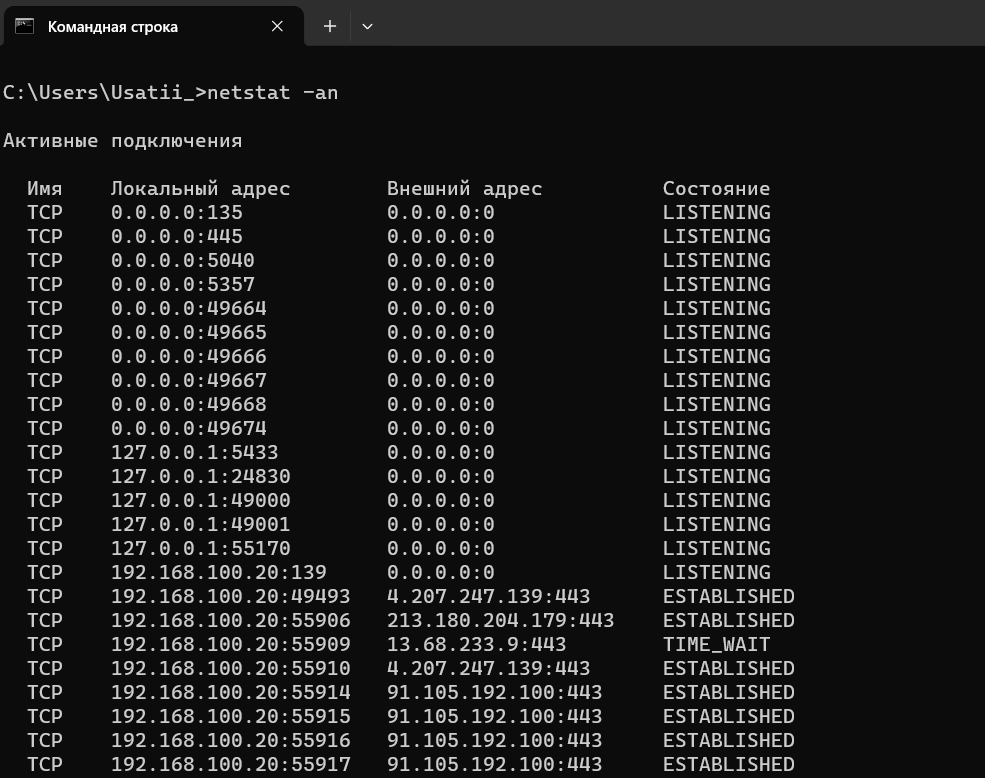 Командная строка
C:\Users\Usatii_>netstat -an
Активные подключения
Имя Локальный адрес Внешний адрес Состояние
TCP 0.0.0.0:135 0.0.0.0:0 LISTENING
TCP 0.0.0.0:445 0.0.0.0:0 LISTENING
TCP 0.0.0.0:5040 0.0.0.0:0 LISTENING
TCP 0.0.0.0:5357 0.0.0.0:0 LISTENING
TCP 0.0.0.0:49664 0.0.0.0:0 LISTENING
TCP 0.0.0.0:49665 0.0.0.0:0 LISTENING
TCP 0.0.0.0:49666 0.0.0.0:0 LISTENING
TCP 0.0.0.0:49667 0.0.0.0:0 LISTENING
TCP 0.0.0.0:49668 0.0.0.0:0 LISTENING
TCP 0.0.0.0:49674 0.0.0.0:0 LISTENING
TCP 127.0.0.1:5433 0.0.0.0:0 LISTENING
TCP 127.0.0.1:24830 0.0.0.0:0 LISTENING
TCP 127.0.0.1:49000 0.0.0.0:0 LISTENING
TCP 127.0.0.1:49001 0.0.0.0:0 LISTENING
TCP 127.0.0.1:55170 0.0.0.0:0 LISTENING
TCP 192.168.100.20:139 0.0.0.0:0 LISTENING
TCP 192.168.100.20:49493 4.207.247.139:443 ESTABLISHED
TCP 192.168.100.20:55906 213.180.204.179:443 ESTABLISHED
TCP 192.168.100.20:55909 13.68.233.9:443 TIME_WAIT
TCP 192.168.100.20:55910 4.207.247.139:443 ESTABLISHED
TCP 192.168.100.20:55914 91.105.192.100:443 ESTABLISHED
TCP 192.168.100.20:55915 91.105.192.100:443 ESTABLISHED
TCP 192.168.100.20:55916 91.105.192.100:443 ESTABLISHED
TCP 192.168.100.20:55917 91.105.192.100:443 ESTABLISHED